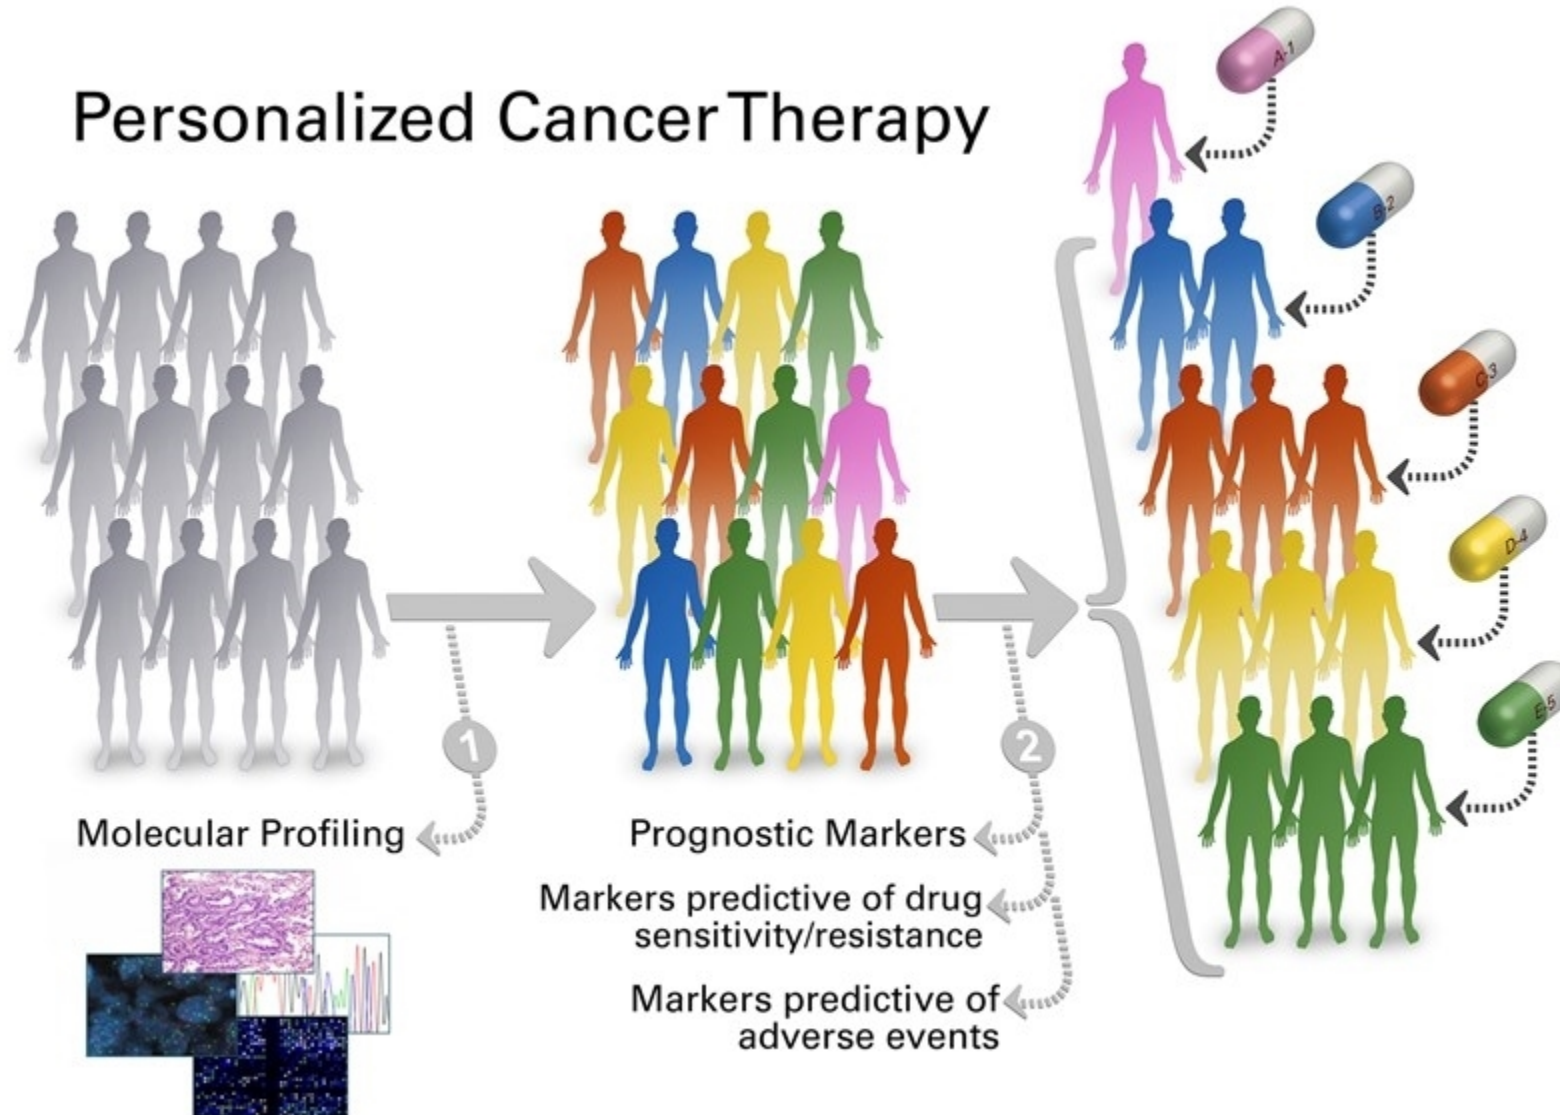 Personalized Cancer Therapy
A-1
B-2
C-3
D-4
E-5
1
2
Molecular Profiling
Prognostic Markers
Markers predictive of drug
sensitivity/resistance
Markers predictive of
adverse events